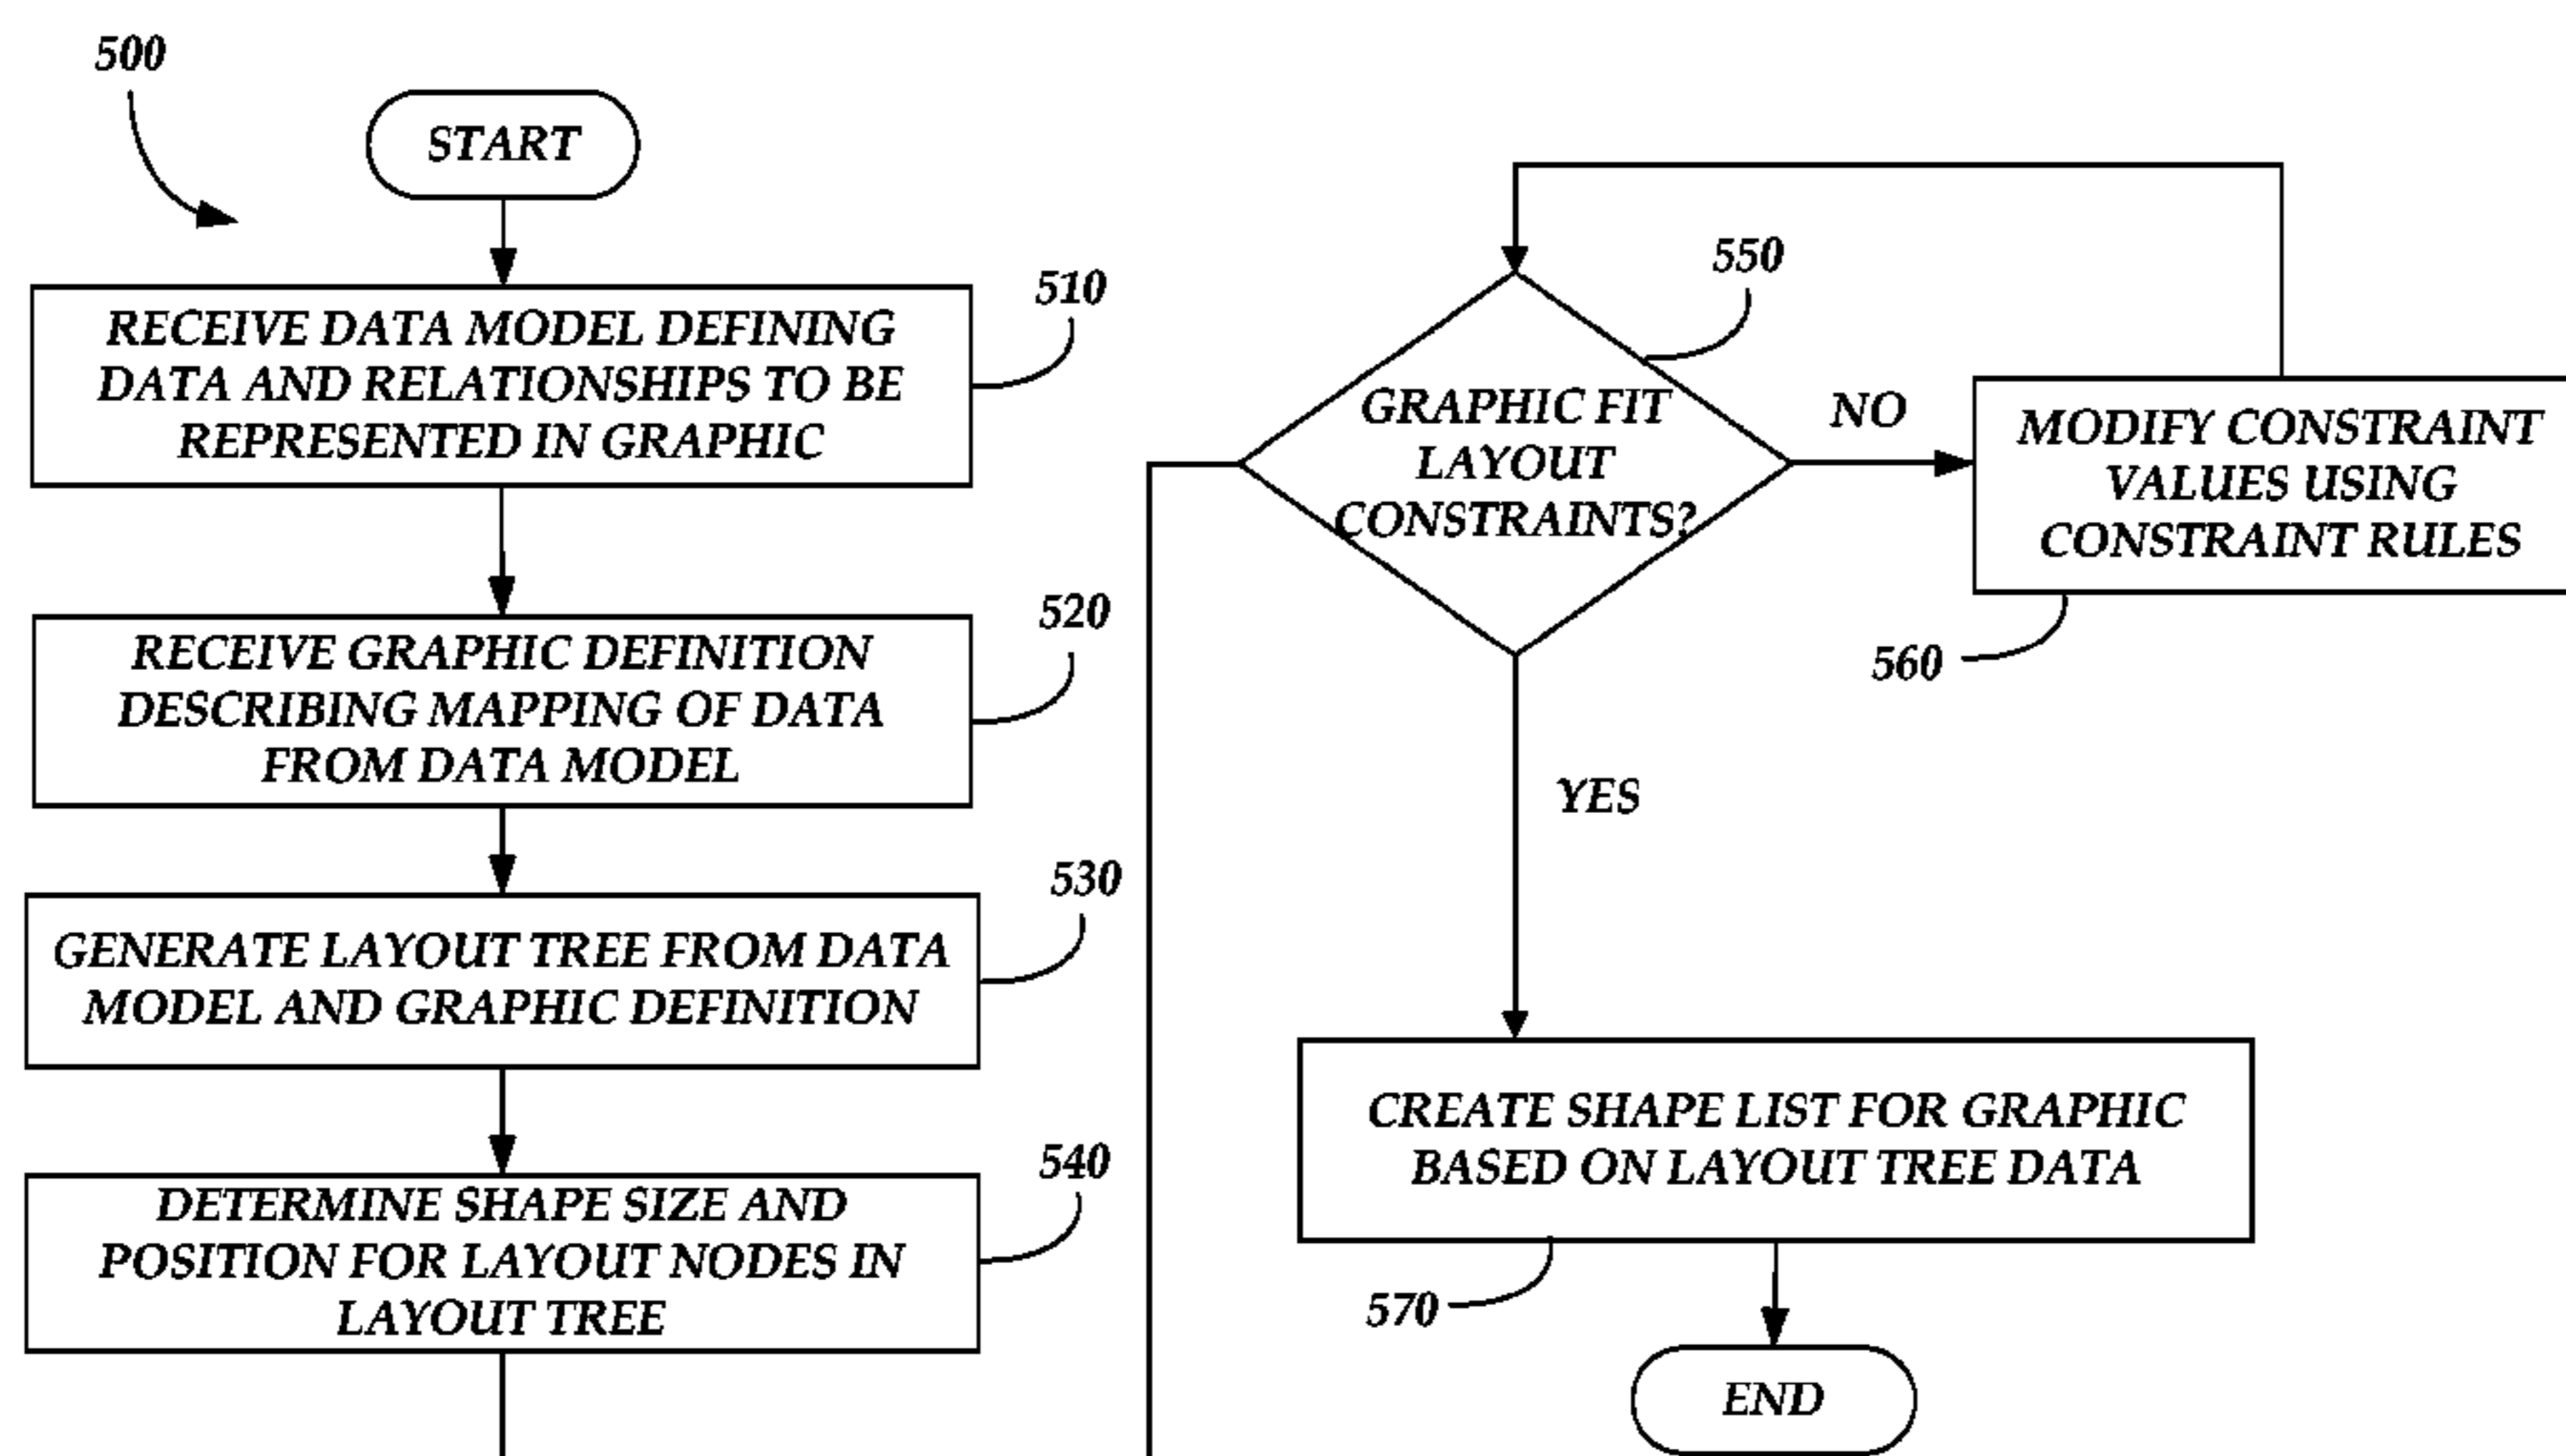 500
START
RECEIVE DATA MODEL DEFINING
DATA AND RELATIONSHIPS TO BE
REPRESENTED IN GRAPHIC
510
RECEIVE GRAPHIC DEFINITION
DESCRIBING MAPPING OF DATA
FROM DATA MODEL
520
GENERATE LAYOUT TREE FROM DATA
MODEL AND GRAPHIC DEFINITION
530
DETERMINE SHAPE SIZE AND
POSITION FOR LAYOUT NODES IN
LAYOUT TREE
540
GRAPHIC FIT
LAYOUT
CONSTRAINTS?
550
NO
MODIFY CONSTRAINT
VALUES USING
CONSTRAINT RULES
560
YES
CREATE SHAPE LIST FOR GRAPHIC
BASED ON LAYOUT TREE DATA
570
END